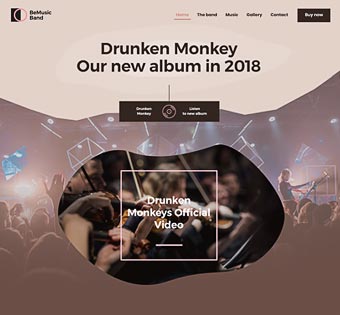 BeMusic
Band
Home The band Music Gallery Contact Buy now
Drunken Monkey
Our new album in 2018
Drunken
Monkey
Listen
to new album
Drunken
Monkeys Official
Video